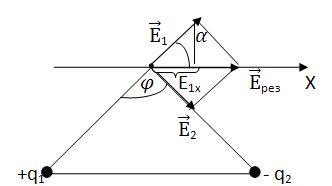 E⃗₁ α
X
φ E₁ₓ E⃗рез
E⃗₂
+q₁ - q₂